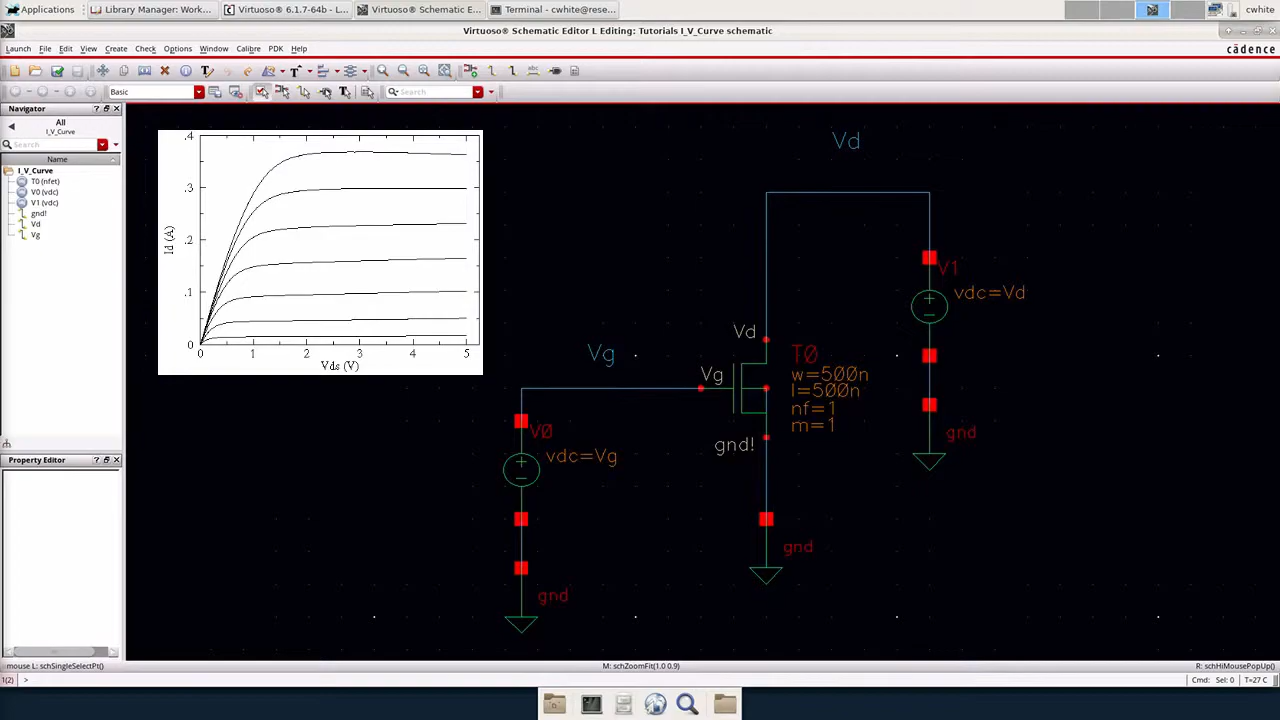 Applications
Library Manager: Work...
Virtuoso® 6.1.7-64b - L...
Virtuoso® Schematic E...
Terminal - cwhite@rese...
cwhite
Virtuoso® Schematic Editor L Editing: Tutorials I_V_Curve schematic
Launch File Edit View Create Check Options Window Calibre PDK Help
cādence
Basic
Search
Navigator
All
I_V_Curve
Search
Name
I_V_Curve
T0 (nfet)
V0 (vdc)
V1 (vdc)
gnd!
Vd
Vg
Property Editor
.4
.3
.2
.1
0
Id (A)
0 1 2 3 4 5
Vds (V)
Vd
V1
vdc=Vd
Vd
Vg
T0
Vg
w=500n
l=500n
nf=1
m=1
gnd!
V0
vdc=Vg
gnd
gnd
gnd
mouse L: schSingleSelectPt()
M: schZoomFit(1.0 0.9)
R: schHiMousePopUp()
1(2) >
Cmd: Sel: 0 T=27 C